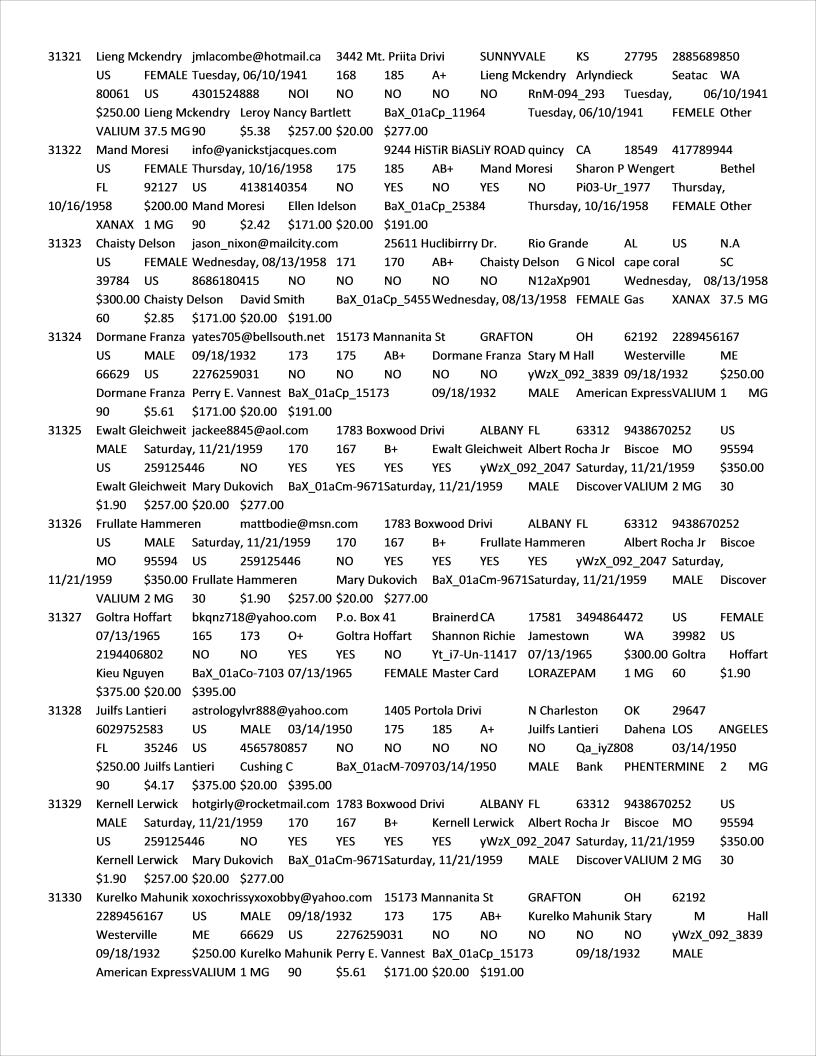 31321 Lieng Mckendry jmlacombe@hotmail.ca 3442 Mt. Priita Drivi SUNNYVALE KS 27795 2885689850
US FEMALE Tuesday, 06/10/1941 168 185 A+ Lieng Mckendry Arlyndieck Seatac WA
80061 US 4301524888 NOI NO NO NO NO RnM-094_293 Tuesday, 06/10/1941
$250.00 Lieng Mckendry Leroy Nancy Bartlett BaX_01aCp_11964 Tuesday, 06/10/1941 FEMELE Other
VALIUM 37.5 MG 90 $5.38 $257.00 $20.00 $277.00
31322 Mand Moresi info@yanickstjacques.com 9244 HiSTiR BiASLiY ROAD quincy CA 18549 417789944
US FEMALE Thursday, 10/16/1958 175 185 AB+ Mand Moresi Sharon P Wengert Bethel
FL 92127 US 4138140354 NO YES NO YES NO Pi03-Ur_1977 Thursday,
10/16/1958 $200.00 Mand Moresi Ellen Idelson BaX_01aCp_25384 Thursday, 10/16/1958 FEMALE Other
XANAX 1 MG 90 $2.42 $171.00 $20.00 $191.00
31323 Chaisty Delson jason_nixon@mailcity.com 25611 Huclibirrry Dr. Rio Grande AL US N.A
US FEMALE Wednesday, 08/13/1958 171 170 AB+ Chaisty Delson G Nicol cape coral SC
39784 US 8686180415 NO NO NO NO NO N12aXp901 Wednesday, 08/13/1958
$300.00 Chaisty Delson David Smith BaX_01aCp_5455 Wednesday, 08/13/1958 FEMALE Gas XANAX 37.5 MG
60 $2.85 $171.00 $20.00 $191.00
31324 Dormane Franza yates705@bellsouth.net 15173 Mannanita St GRAFTON OH 62192 2289456167
US MALE 09/18/1932 173 175 AB+ Dormane Franza Stary M Hall Westerville ME
66629 US 2276259031 NO NO NO NO NO yWzX_092_3839 09/18/1932 $250.00
Dormane Franza Perry E. Vannest BaX_01aCp_15173 09/18/1932 MALE American Express VALIUM 1 MG
90 $5.61 $171.00 $20.00 $191.00
31325 Ewalt Gleichweit jackee8845@aol.com 1783 Boxwood Drivi ALBANY FL 63312 9438670252 US
MALE Saturday, 11/21/1959 170 167 B+ Ewalt Gleichweit Albert Rocha Jr Biscoe MO 95594
US 259125446 NO YES YES YES YES yWzX_092_2047 Saturday, 11/21/1959 $350.00
Ewalt Gleichweit Mary Dukovich BaX_01aCm-9671 Saturday, 11/21/1959 MALE Discover VALIUM 2 MG 30
$1.90 $257.00 $20.00 $277.00
31326 Frullate Hammeren mattbodie@msn.com 1783 Boxwood Drivi ALBANY FL 63312 9438670252
US MALE Saturday, 11/21/1959 170 167 B+ Frullate Hammeren Albert Rocha Jr Biscoe
MO 95594 US 259125446 NO YES YES YES YES yWzX_092_2047 Saturday,
11/21/1959 $350.00 Frullate Hammeren Mary Dukovich BaX_01aCm-9671 Saturday, 11/21/1959 MALE Discover
VALIUM 2 MG 30 $1.90 $257.00 $20.00 $277.00
31327 Goltra Hoffart bkqnz718@yahoo.com P.o. Box 41 Brainerd CA 17581 3494864472 US FEMALE
07/13/1965 165 173 O+ Goltra Hoffart Shannon Richie Jamestown WA 39982 US
2194406802 NO NO YES YES NO Yt_i7-Un-11417 07/13/1965 $300.00 Goltra Hoffart
Kieu Nguyen BaX_01aCo-7103 07/13/1965 FEMALE Master Card LORAZEPAM 1 MG 60 $1.90
$375.00 $20.00 $395.00
31328 Juilfs Lantieri astrologylvr888@yahoo.com 1405 Portola Drivi N Charleston OK 29647
6029752583 US MALE 03/14/1950 175 185 A+ Juilfs Lantieri Dahena LOS ANGELES
FL 35246 US 4565780857 NO NO NO NO NO Qa_iyZ808 03/14/1950
$250.00 Juilfs Lantieri Cushing C BaX_01acM-7097 03/14/1950 MALE Bank PHENTERMINE 2 MG
90 $4.17 $375.00 $20.00 $395.00
31329 Kernell Lerwick hotgirly@rocketmail.com 1783 Boxwood Drivi ALBANY FL 63312 9438670252 US
MALE Saturday, 11/21/1959 170 167 B+ Kernell Lerwick Albert Rocha Jr Biscoe MO 95594
US 259125446 NO YES YES YES YES yWzX_092_2047 Saturday, 11/21/1959 $350.00
Kernell Lerwick Mary Dukovich BaX_01aCm-9671 Saturday, 11/21/1959 MALE Discover VALIUM 2 MG 30
$1.90 $257.00 $20.00 $277.00
31330 Kurelko Mahunik xoxochrissyxoxobby@yahoo.com 15173 Mannanita St GRAFTON OH 62192
2289456167 US MALE 09/18/1932 173 175 AB+ Kurelko Mahunik Stary M Hall
Westerville ME 66629 US 2276259031 NO NO NO NO NO yWzX_092_3839
09/18/1932 $250.00 Kurelko Mahunik Perry E. Vannest BaX_01aCp_15173 09/18/1932 MALE
American Express VALIUM 1 MG 90 $5.61 $171.00 $20.00 $191.00